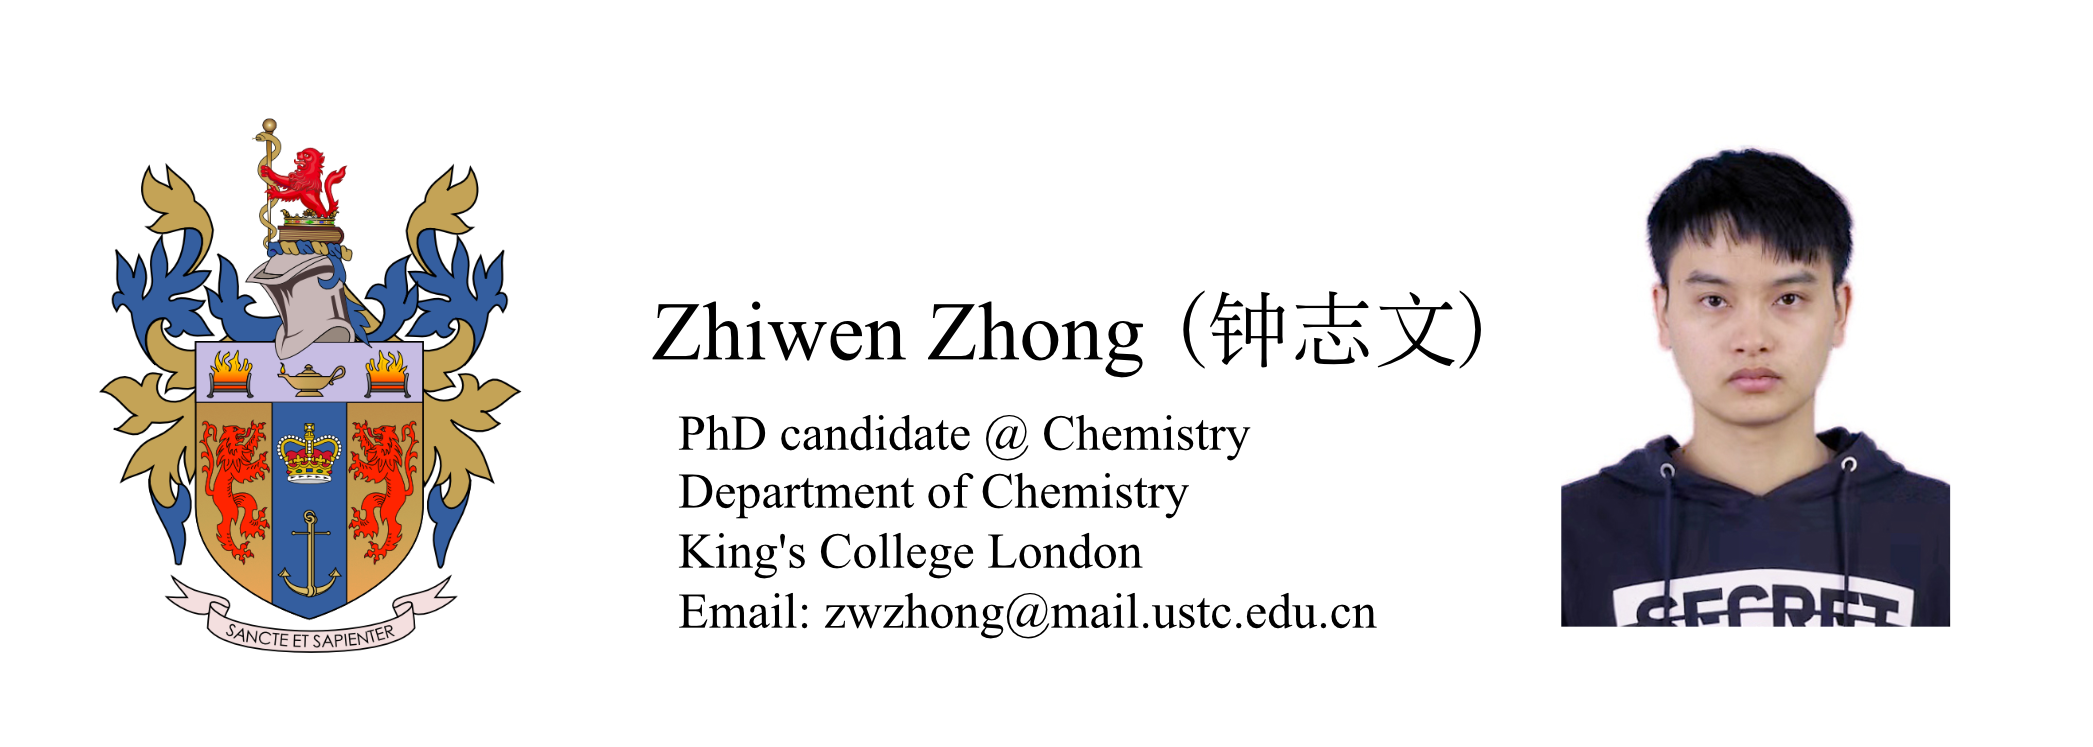 Zhiwen Zhong (钟志文)
PhD candidate @ Chemistry
Department of Chemistry
King's College London
Email: zwzhong@mail.ustc.edu.cn
SANCTE ET SAPIENTER
SECRET